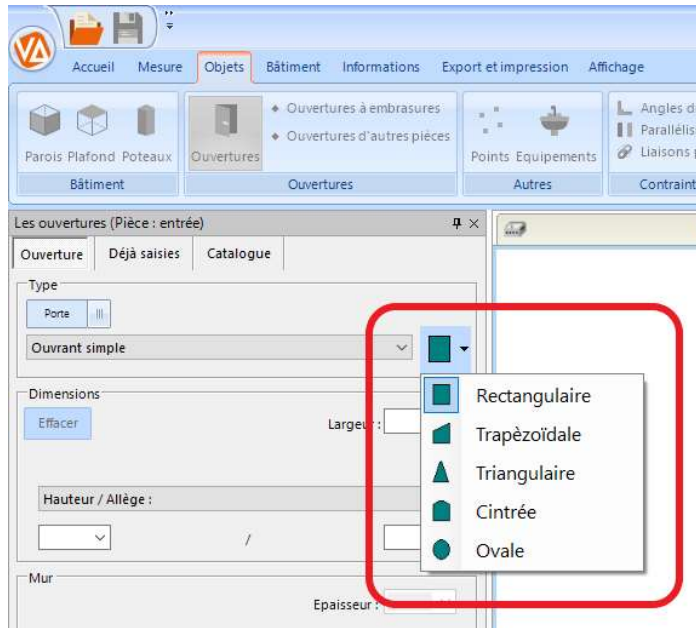 VA
Accueil Mesure Objets Bâtiment Informations Export et impression Affichage
Parois Plafond Poteaux
Bâtiment
Ouvertures
Ouvertures à embrasures
Ouvertures d'autres pièces
Ouvertures
Points Equipements
Autres
Angles d
Parallélis
Liaisons p
Contraint
Les ouvertures (Pièce : entrée)
Ouverture Déjà saisies Catalogue
Type
Porte
Ouvrant simple
Dimensions
Effacer Largeur :
Hauteur / Allège :
/
Mur
Epaisseur :
Rectangulaire
Trapèzoïdale
Triangulaire
Cintrée
Ovale